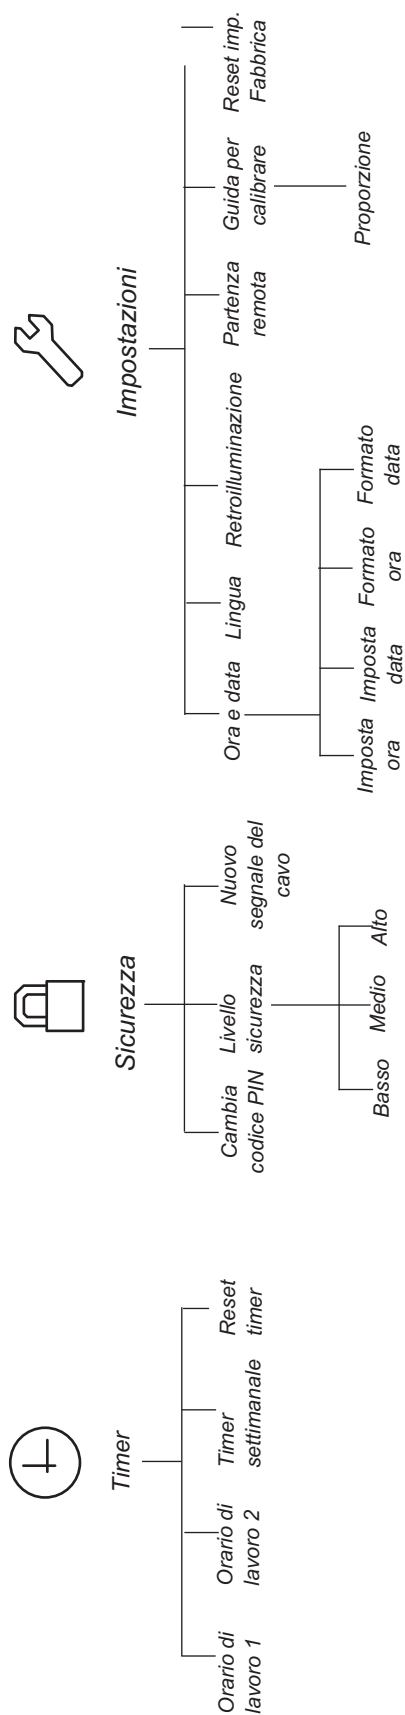 Timer
Orario di
lavoro 1
Orario di
lavoro 2
Timer
settimanale
Reset
timer
Sicurezza
Cambia
codice PIN
Livello
sicurezza
Basso
Medio
Alto
Nuovo
segnale del
cavo
Impostazioni
Ora e data
Imposta
ora
Imposta
data
Formato
ora
Formato
data
Lingua
Retroilluminazione
Partenza
remota
Guida per
calibrare
Proporzione
Reset imp.
Fabbrica